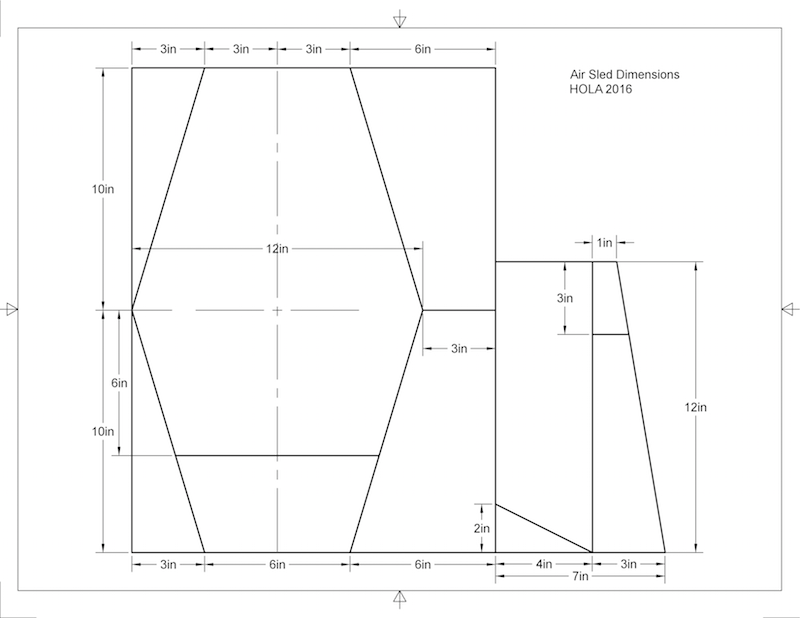 3in 3in 3in 6in
Air Sled Dimensions
HOLA 2016
10in
12in
1in
3in
3in
6in
12in
10in
2in
3in 6in 6in 4in 3in
7in